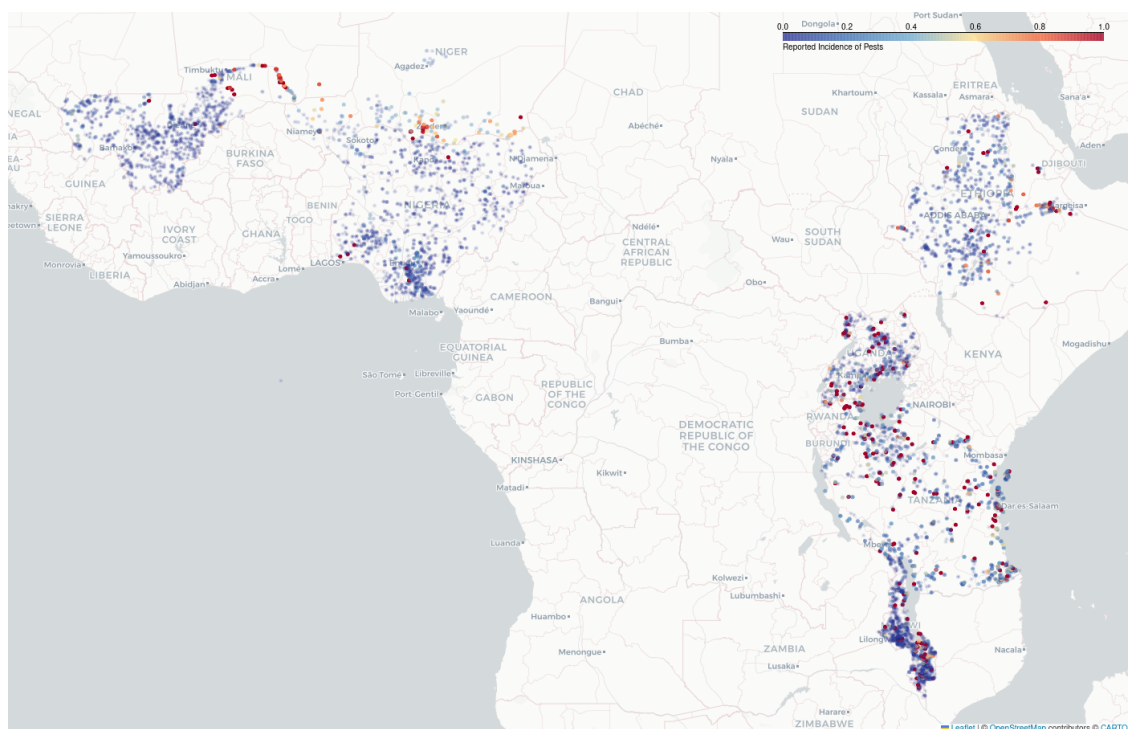 Dongola
Port Sudan
0.0 0.2 0.4 0.6 0.8 1.0
Reported Incidence of Pests
NIGER
Agadez
Timbuktu
MALI
CHAD
Khartoum
Kassala
ERITREA
Asmara
Sana'a
SUDAN
NEGAL
Niamey
Sokoto
Abéché
Aden
Bamako
BURKINA
FASO
N'Djamena
Nyala
DJIBOUTI
GUINEA
BENIN
Maroua
ETHIOPIA
NIGERIA
ADDIS ABABA
SIERRA
LEONE
IVORY
COAST
GHANA
TOGO
Ndélé
Wau
SOUTH
SUDAN
CENTRAL
AFRICAN
REPUBLIC
Yamoussoukro
Monrovia
LIBERIA
Abidjan
Accra
Lomé
LAGOS
Obo
CAMEROON
Bangui
Malabo
Yaoundé
Bumba
Mogadishu
EQUATORIAL
GUINEA
UGANDA
KENYA
São Tomé
Libreville
REPUBLIC
OF THE
CONGO
Port-Gentil
GABON
RWANDA
NAIROBI
DEMOCRATIC
REPUBLIC OF
THE CONGO
BURUNDI
Mombasa
KINSHASA
Kikwit
Matadi
TANZANIA
Dar es-Salaam
Luanda
Kolwezi
Lubumbashi
ANGOLA
Huambo
Menongue
ZAMBIA
Lusaka
Nacala
Harare
ZIMBABWE
Leaflet | © OpenStreetMap contributors © CARTO